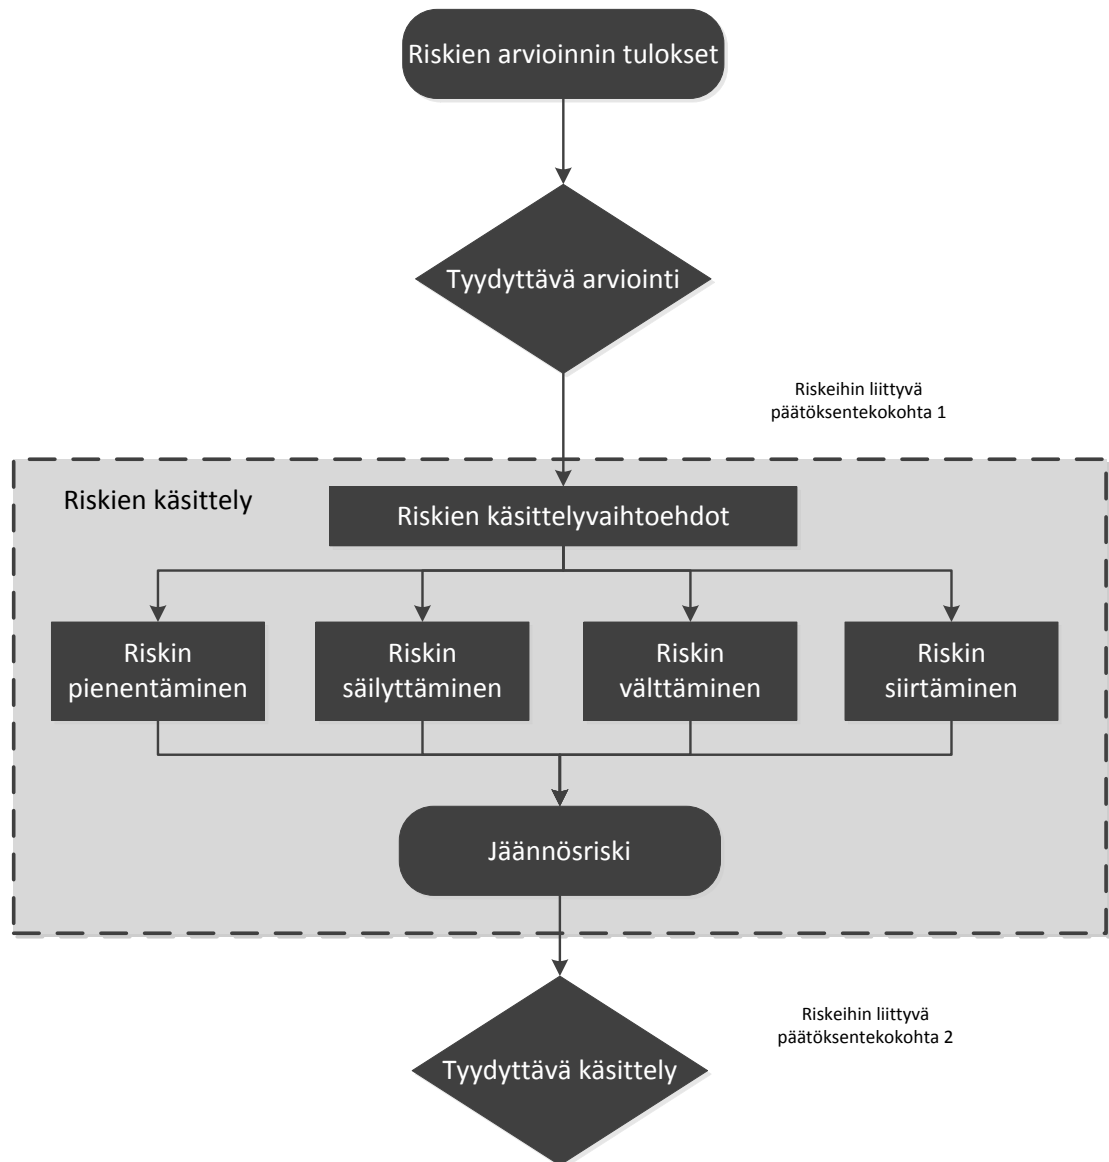 Riskien arvioinnin tulokset
Tyydyttävä arviointi
Riskeihin liittyvä
päätöksentekokohta 1
Riskien käsittely
Riskien käsittelyvaihtoehdot
Riskin
pienentäminen
Riskin
säilyttäminen
Riskin
välttäminen
Riskin
siirtäminen
Jäännösriski
Riskeihin liittyvä
päätöksentekokohta 2
Tyydyttävä käsittely